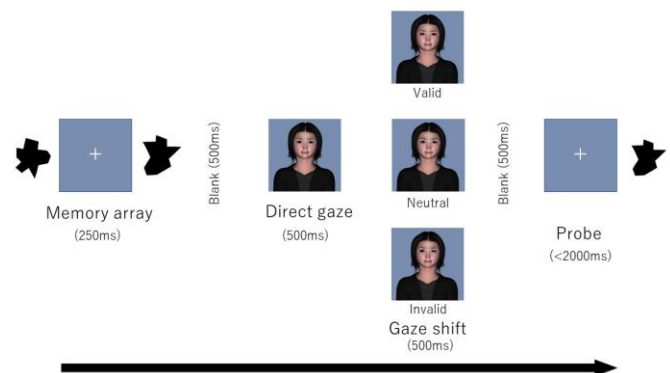 Memory array
(250ms)
Blank (500ms)
Direct gaze
(500ms)
Valid
Neutral
Invalid
Gaze shift
(500ms)
Blank (500ms)
Probe
(<2000ms)